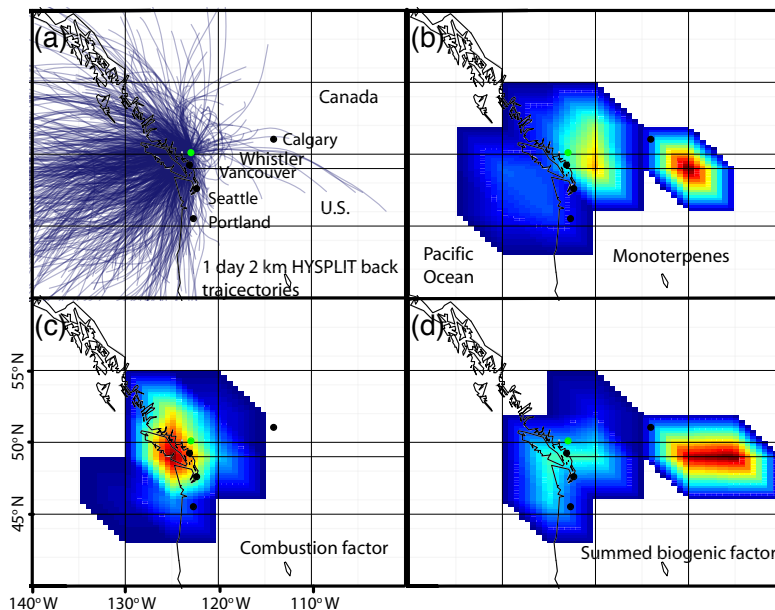 (a)
Canada
Calgary
Whistler
Vancouver
Seattle
U.S.
Portland
1 day 2 km HYSPLIT back
traicectories
(b)
Pacific
Ocean
Monoterpenes
(c)
55°N
50°N
45°N
Combustion factor
140°W
130°W
120°W
110°W
(d)
Summed biogenic factor